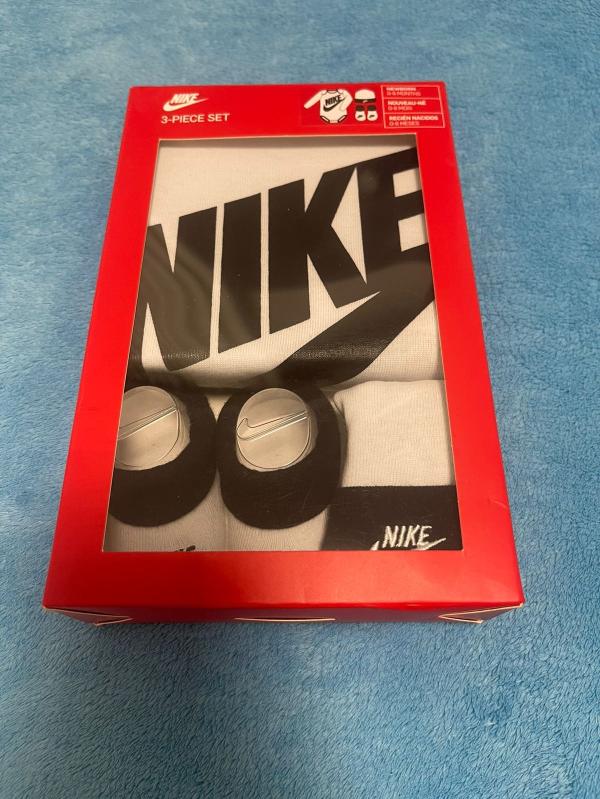 NIKE
3-PIECE SET
NIKE
NEWBORN
0-6 MONTHS
NOUVEAU-NÉ
0-6 MOIS
RECIÉN NACIDOS
0-6 MESES
NIKE
NIKE